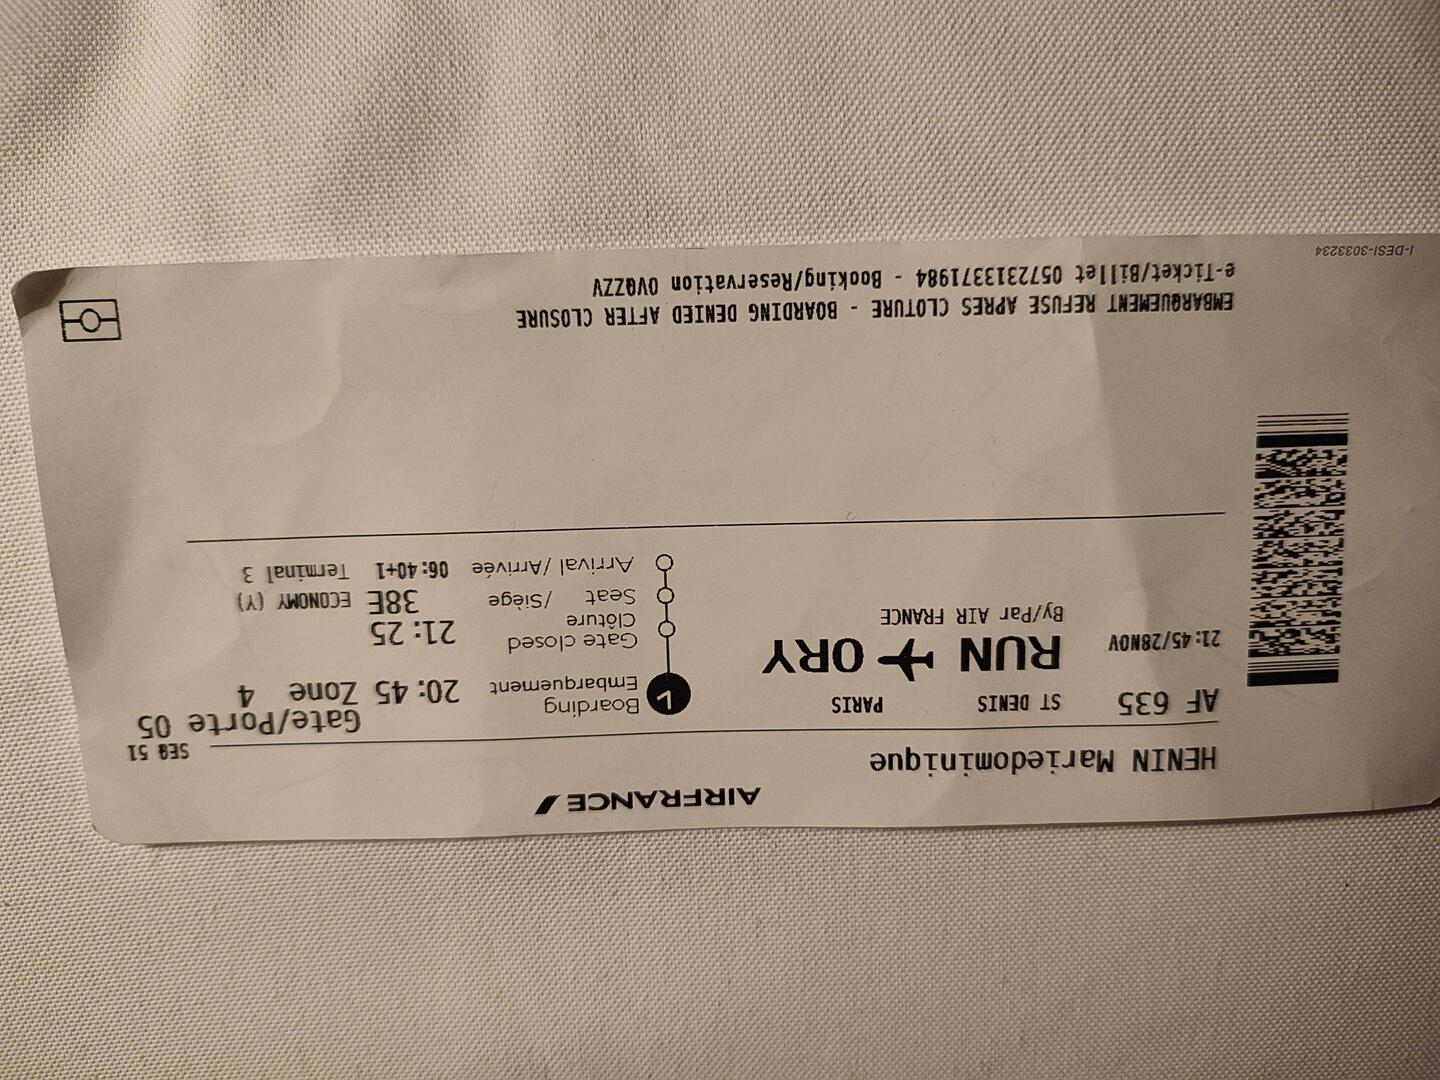 AIRFRANCE
HENIN Mariedominique
SEQ 51
AF 635
21:45/28NOV
ST DENIS PARIS
RUN ORY
By/Par AIR FRANCE
Boarding
Embarquement 20:45 Zone 4
Gate/Porte 05
Gate closed
Clôture 21:25
Seat /Siège 38E ECONOMY (Y)
Arrival /Arrivée 06:40+1 Terminal 3
EMBARQUEMENT REFUSE APRES CLOTURE - BOARDING DENIED AFTER CLOSURE
e-Ticket/Billet 0572313371984 - Booking/Reservation OVQZZV
I-DESI-3033234